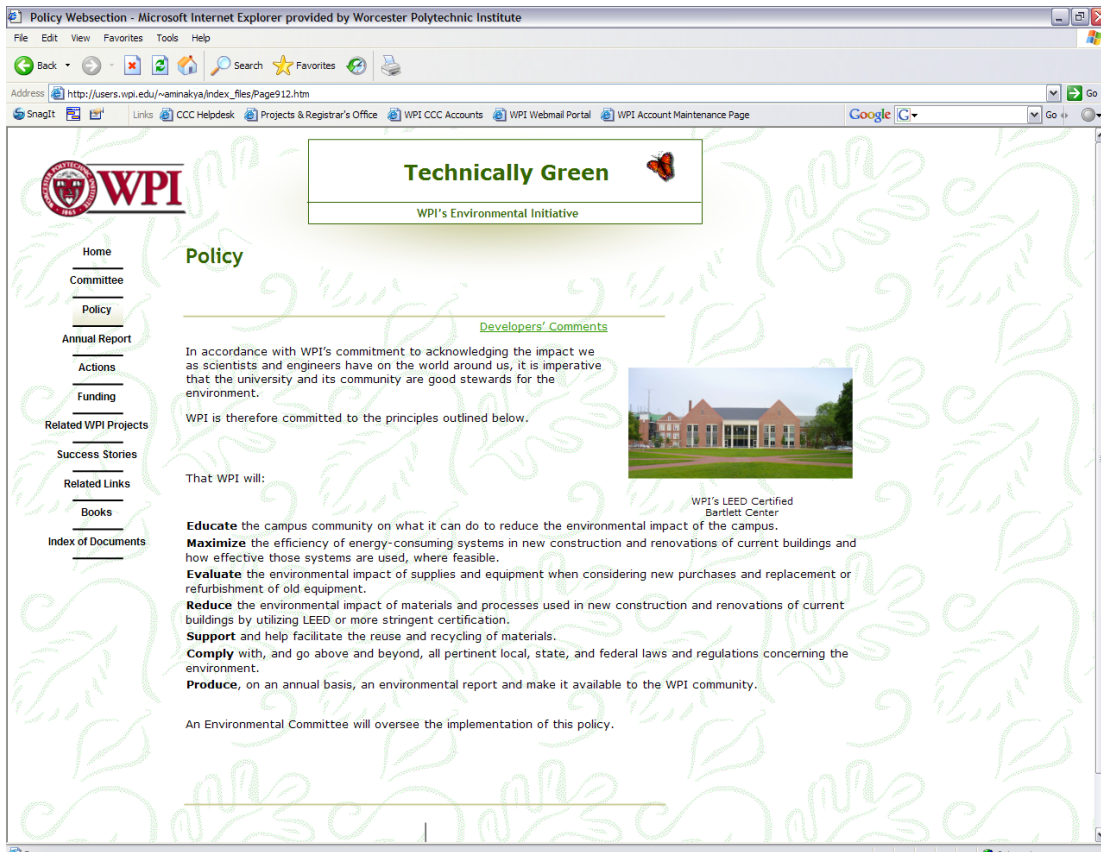 Policy Websection - Microsoft Internet Explorer provided by Worcester Polytechnic Institute
File Edit View Favorites Tools Help
Back Search Favorites
Address http://users.wpi.edu/~aminakya/index_files/Page912.htm Go
SnagIt Links CCC Helpdesk Projects & Registrar's Office WPI CCC Accounts WPI Webmail Portal WPI Account Maintenance Page Google G Go
WORCESTER POLYTECHNIC INSTITUTE
1865
WPI
Technically Green
WPI's Environmental Initiative
Home
Committee
Policy
Annual Report
Actions
Funding
Related WPI Projects
Success Stories
Related Links
Books
Index of Documents
Policy
Developers' Comments
In accordance with WPI's commitment to acknowledging the impact we
as scientists and engineers have on the world around us, it is imperative
that the university and its community are good stewards for the
environment.
WPI is therefore committed to the principles outlined below.
That WPI will:
WPI's LEED Certified
Bartlett Center
Educate the campus community on what it can do to reduce the environmental impact of the campus.
Maximize the efficiency of energy-consuming systems in new construction and renovations of current buildings and
how effective those systems are used, where feasible.
Evaluate the environmental impact of supplies and equipment when considering new purchases and replacement or
refurbishment of old equipment.
Reduce the environmental impact of materials and processes used in new construction and renovations of current
buildings by utilizing LEED or more stringent certification.
Support and help facilitate the reuse and recycling of materials.
Comply with, and go above and beyond, all pertinent local, state, and federal laws and regulations concerning the
environment.
Produce, on an annual basis, an environmental report and make it available to the WPI community.
An Environmental Committee will oversee the implementation of this policy.